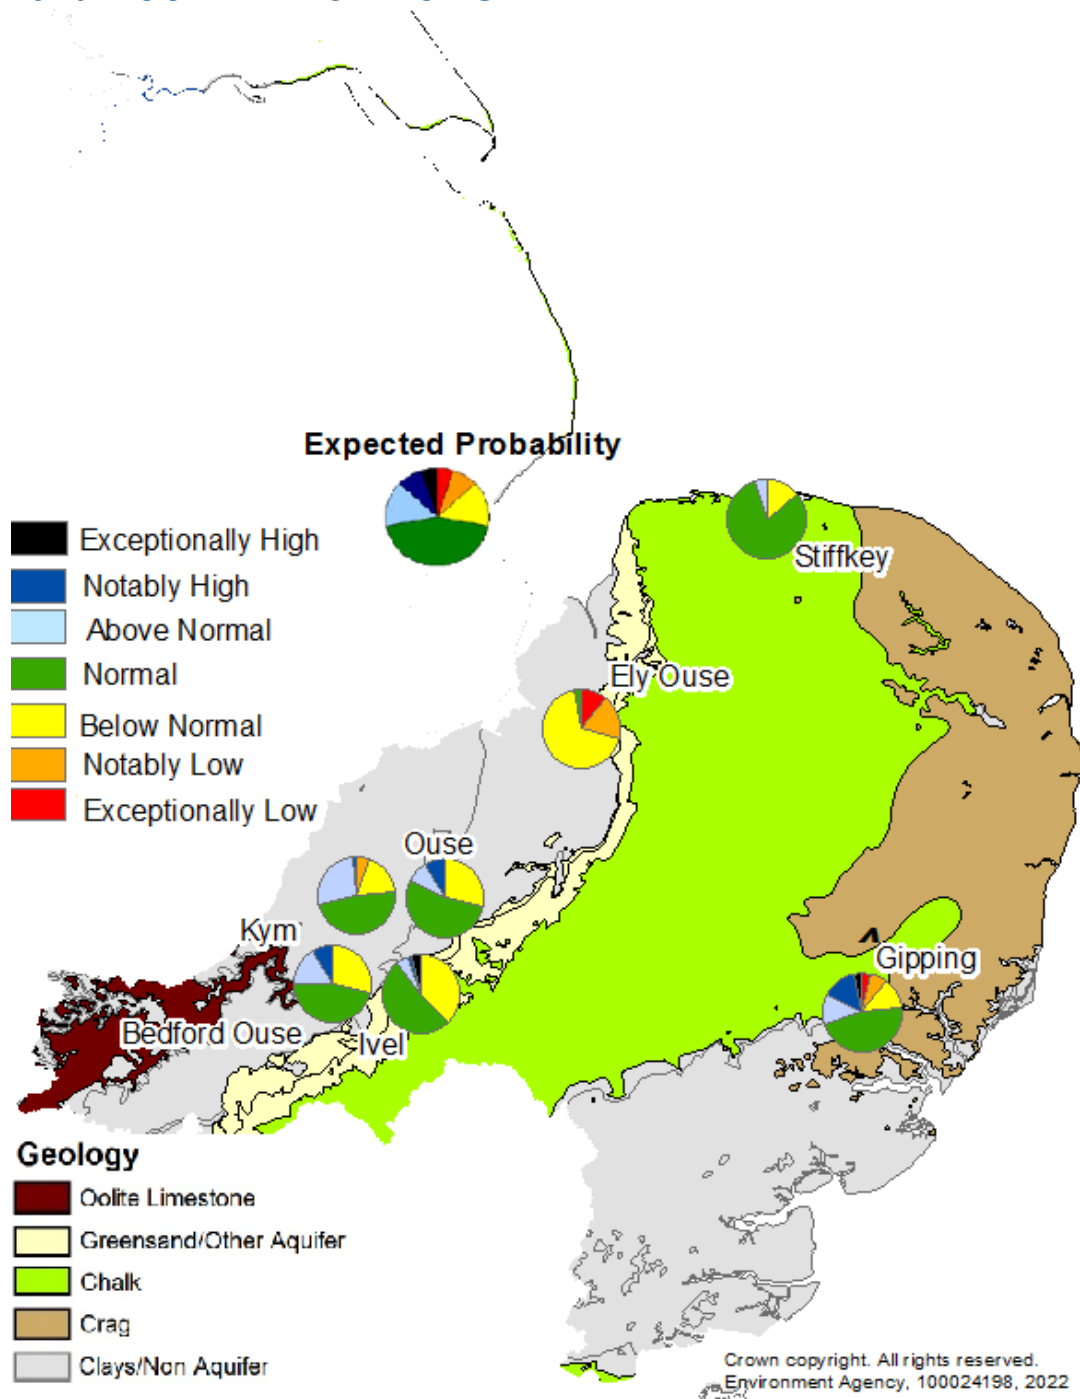 Expected Probability
Exceptionally High
Notably High
Above Normal
Normal
Below Normal
Notably Low
Exceptionally Low
Stiffkey
Ely Ouse
Ouse
Kym
Gipping
Bedford Ouse
Ivel
Geology
Oolite Limestone
Greensand/Other Aquifer
Chalk
Crag
Clays/Non Aquifer
Crown copyright. All rights reserved.
Environment Agency, 100024198, 2022